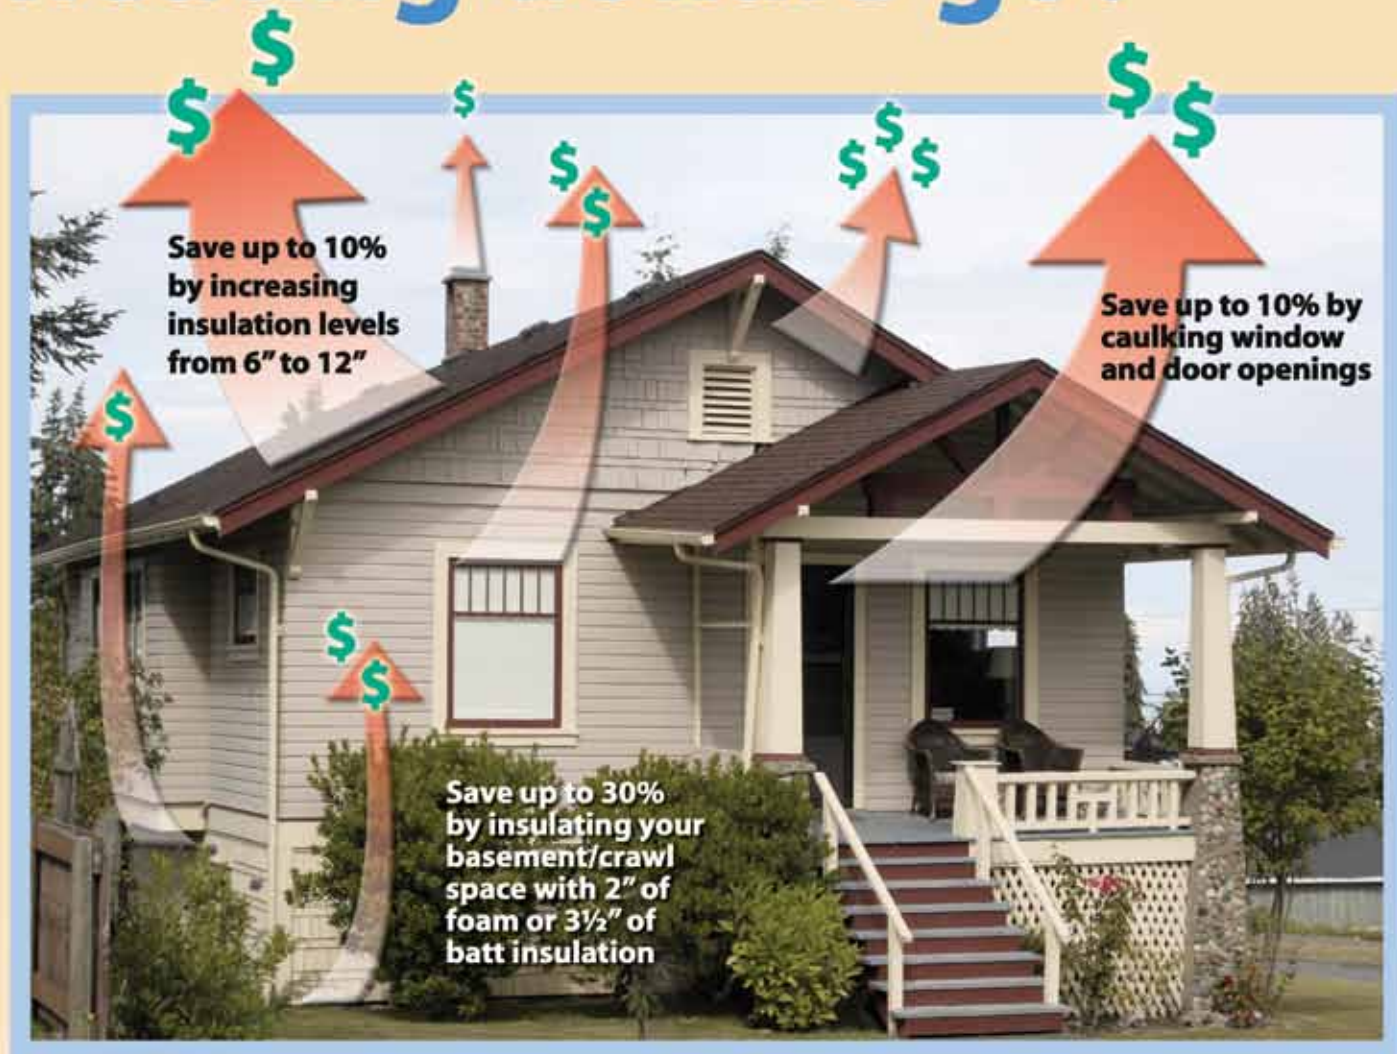 $
$
$
$
$
$
$
$
$
$
Save up to 10%
by increasing
insulation levels
from 6" to 12"
Save up to 10% by
caulking window
and door openings
$
$
$
Save up to 30%
by insulating your
basement/crawl
space with 2" of
foam or 3½" of
batt insulation